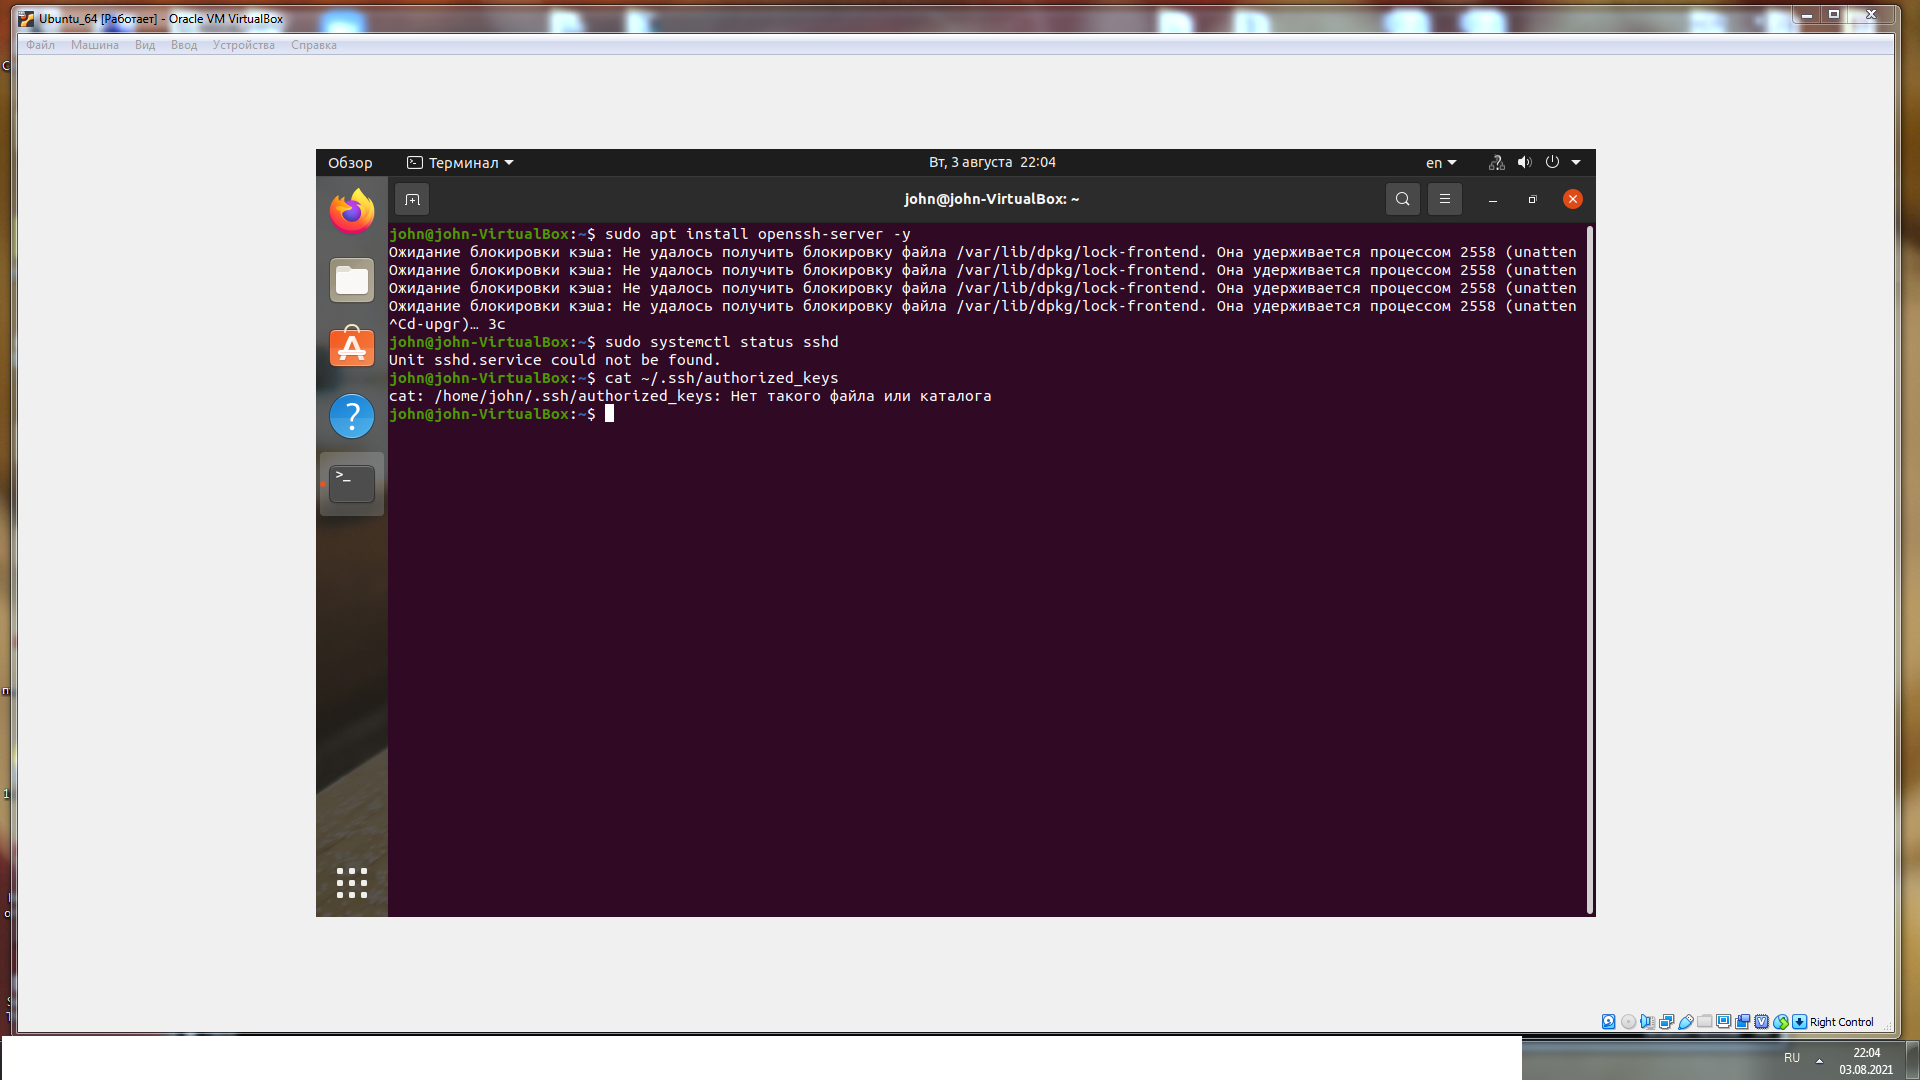 Ubuntu_64 [Работает] - Oracle VM VirtualBox
Файл Машина Вид Ввод Устройства Справка
Обзор Терминал Вт, 3 августа 22:04 en
john@john-VirtualBox: ~
john@john-VirtualBox:~$ sudo apt install openssh-server -y
Ожидание блокировки кэша: Не удалось получить блокировку файла /var/lib/dpkg/lock-frontend. Она удерживается процессом 2558 (unatten
Ожидание блокировки кэша: Не удалось получить блокировку файла /var/lib/dpkg/lock-frontend. Она удерживается процессом 2558 (unatten
Ожидание блокировки кэша: Не удалось получить блокировку файла /var/lib/dpkg/lock-frontend. Она удерживается процессом 2558 (unatten
Ожидание блокировки кэша: Не удалось получить блокировку файла /var/lib/dpkg/lock-frontend. Она удерживается процессом 2558 (unatten
^Cd-upgr)… 3с
john@john-VirtualBox:~$ sudo systemctl status sshd
Unit sshd.service could not be found.
john@john-VirtualBox:~$ cat ~/.ssh/authorized_keys
cat: /home/john/.ssh/authorized_keys: Нет такого файла или каталога
john@john-VirtualBox:~$
Right Control
RU 22:04
03.08.2021